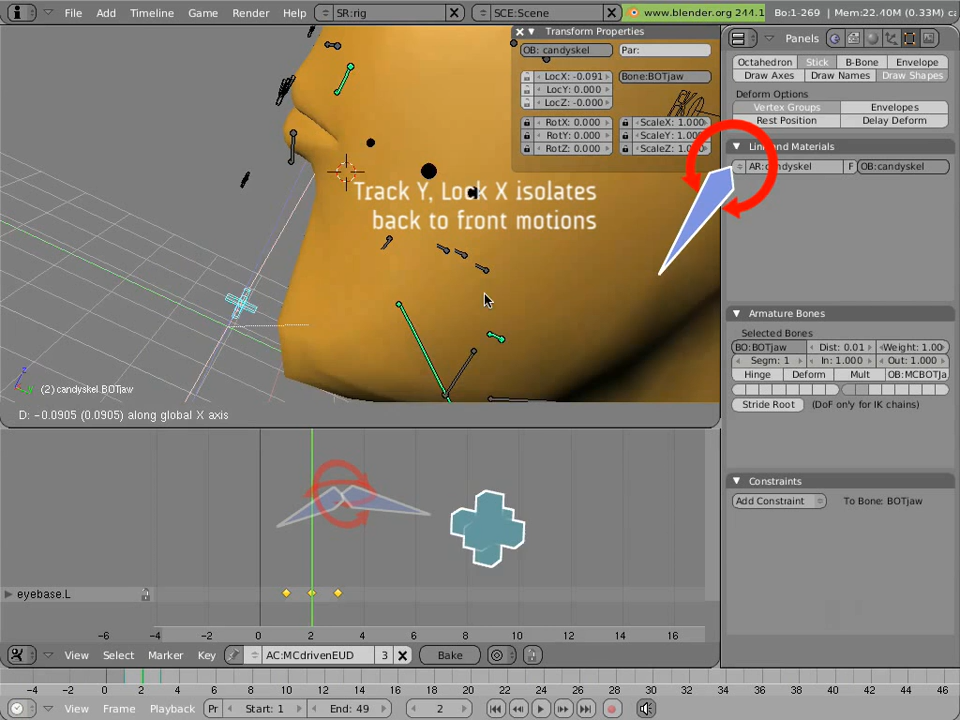 File Add Timeline Game Render Help SR:rig SCE:Scene www.blender.org 244.1 Bo:1-269 | Mem:22.40M (0.33M)
Transform Properties
OB: candyskel Par:
LocX: -0.091 Bone:BOTjaw
LocY: 0.000
LocZ: -0.000
RotX: 0.000 ScaleX: 1.000
RotY: 0.000 ScaleY: 1.000
RotZ: 0.000 ScaleZ: 1.000
Track Y, Lock X isolates
back to front motions
(2) candyskel BOTjaw
D: -0.0905 (0.0905) along global X axis
Panels
Octahedron Stick B-Bone Envelope
Draw Axes Draw Names Draw Shapes
Deform Options
Vertex Groups Envelopes
Rest Position Delay Deform
Link and Materials
AR:candyskel F OB:candyskel
Armature Bones
Selected Bones
BO:BOTjaw Dist: 0.01 Weight: 1.00
Segm: 1 In: 1.000 Out: 1.000
Hinge Deform Mult OB:MCBOTJa
Stride Root (DoF only for IK chains)
Constraints
Add Constraint To Bone: BOTjaw
eyebase.L
-6 -4 -2 0 2 4 6 8 10 12 14 16
View Select Marker Key AC:MCdrivenEUD 3 Bake
-4 -2 0 2 4 6 8 10 12 14 16 18 20 22 24 26 28 30 32 34 36 38 40 42 44 46
View Frame Playback Pr Start: 1 End: 49 2